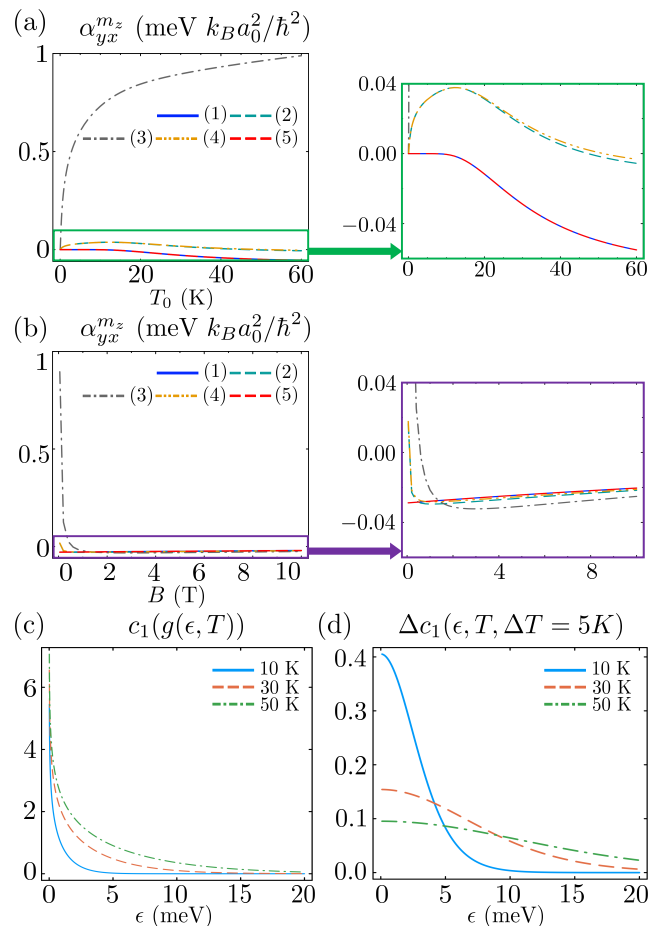 (a) α_{yx}^{m_z} (meV k_B a_0^2/ħ^2)
1
0.5
0
(1) (2)
(3) (4) (5)
0 20 40 60
T_0 (K)
0.04
0.00
−0.04
0 20 40 60
(b) α_{yx}^{m_z} (meV k_B a_0^2/ħ^2)
1
0.5
0
(1) (2)
(3) (4) (5)
0 2 4 6 8 10
B (T)
0.04
0.00
−0.04
0 2 4 6 8 10
(c) c_1(g(ϵ, T))
6
4
2
0
10 K
30 K
50 K
0 5 10 15 20
ϵ (meV)
(d) Δc_1(ϵ, T, ΔT = 5K)
0.4
0.3
0.2
0.1
0.0
10 K
30 K
50 K
0 5 10 15 20
ϵ (meV)